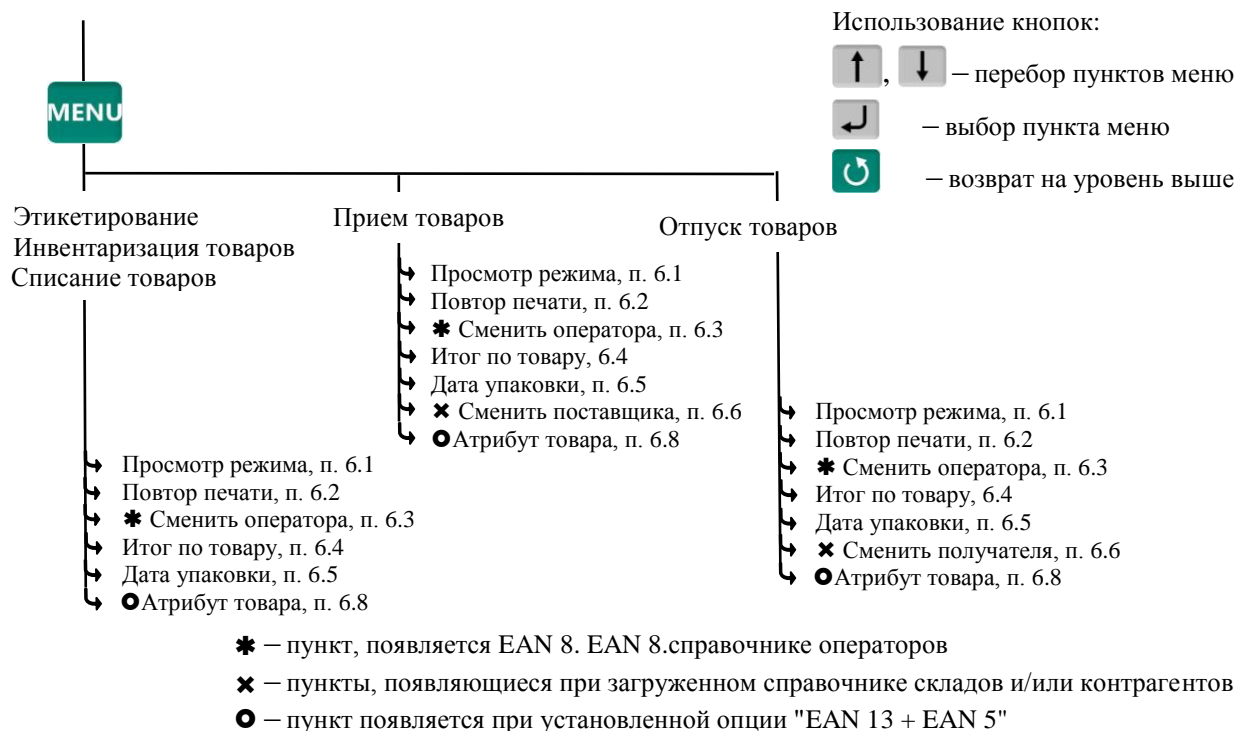 Использование кнопок:
, – перебор пунктов меню
– выбор пункта меню
– возврат на уровень выше
MENU
Этикетирование
Инвентаризация товаров
Списание товаров
Просмотр режима, п. 6.1
Повтор печати, п. 6.2
✱ Сменить оператора, п. 6.3
Итог по товару, п. 6.4
Дата упаковки, п. 6.5
Атрибут товара, п. 6.8
Прием товаров
Просмотр режима, п. 6.1
Повтор печати, п. 6.2
✱ Сменить оператора, п. 6.3
Итог по товару, 6.4
Дата упаковки, п. 6.5
✖ Сменить поставщика, п. 6.6
Атрибут товара, п. 6.8
Отпуск товаров
Просмотр режима, п. 6.1
Повтор печати, п. 6.2
✱ Сменить оператора, п. 6.3
Итог по товару, 6.4
Дата упаковки, п. 6.5
✖ Сменить получателя, п. 6.6
Атрибут товара, п. 6.8
✱ – пункт, появляется EAN 8. EAN 8.справочнике операторов
✖ – пункты, появляющиеся при загруженном справочнике складов и/или контрагентов
– пункт появляется при установленной опции "EAN 13 + EAN 5"